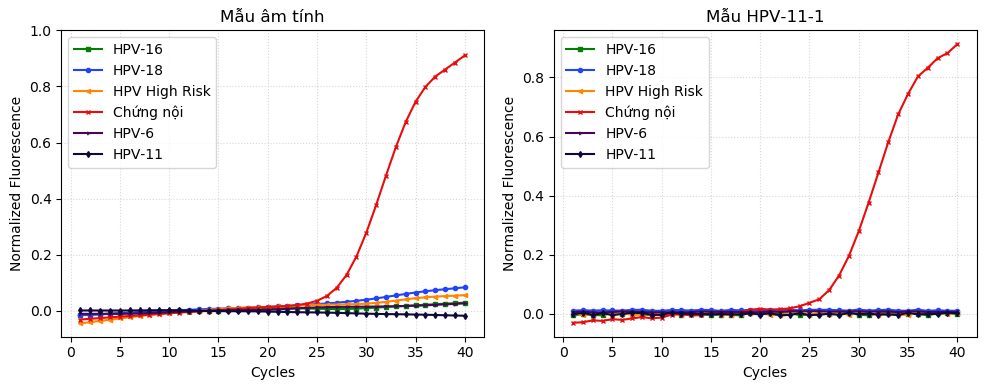 Mẫu âm tính
Normalized Fluorescence
1.0
0.8
0.6
0.4
0.2
0.0
HPV-16
HPV-18
HPV High Risk
Chứng nội
HPV-6
HPV-11
0 5 10 15 20 25 30 35 40
Cycles
Mẫu HPV-11-1
Normalized Fluorescence
0.8
0.6
0.4
0.2
0.0
HPV-16
HPV-18
HPV High Risk
Chứng nội
HPV-6
HPV-11
0 5 10 15 20 25 30 35 40
Cycles